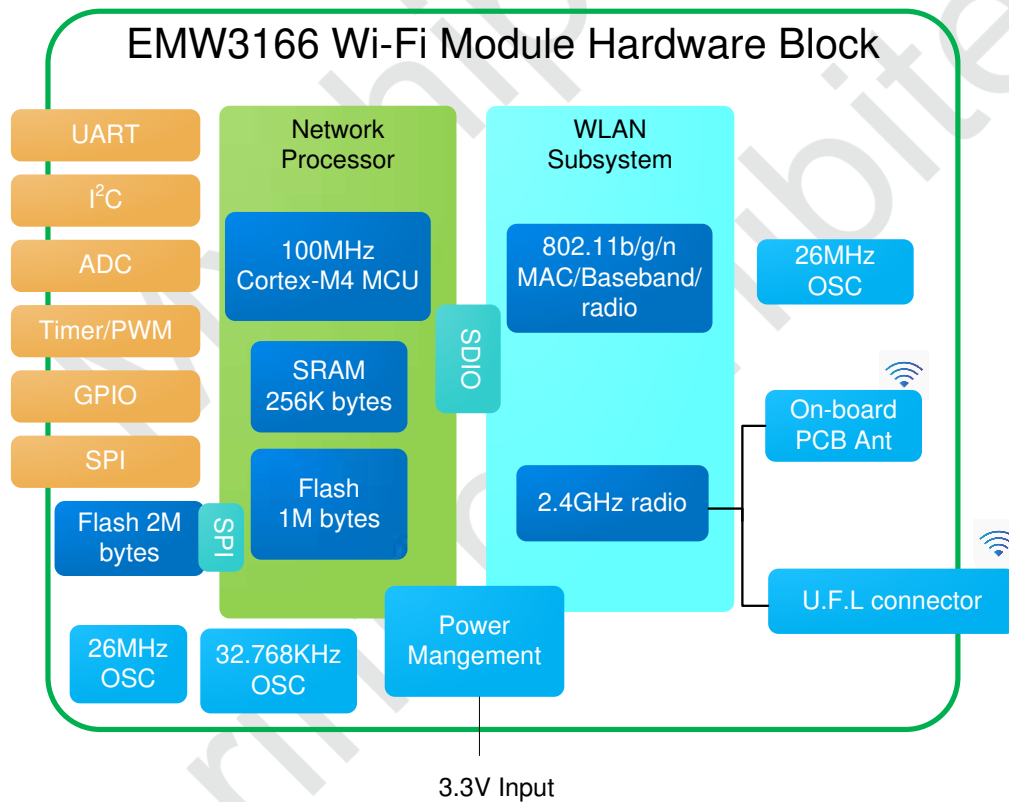 EMW3166 Wi-Fi Module Hardware Block
UART
I²C
ADC
Timer/PWM
GPIO
SPI
Flash 2M
bytes
SPI
Network
Processor
100MHz
Cortex-M4 MCU
SRAM
256K bytes
Flash
1M bytes
SDIO
WLAN
Subsystem
802.11b/g/n
MAC/Baseband/
radio
2.4GHz radio
26MHz
OSC
On-board
PCB Ant
U.F.L connector
26MHz
OSC
32.768KHz
OSC
Power
Mangement
3.3V Input